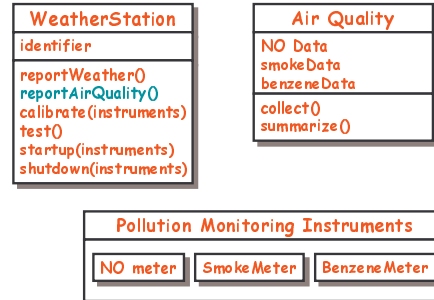 WeatherStation
identifier
reportWeather()
reportAirQuality()
calibrate(instruments)
test()
startup(instruments)
shutdown(instruments)
Air Quality
NO Data
smokeData
benzeneData
collect()
summarize()
Pollution Monitoring Instruments
NO meter
SmokeMeter
BenzeneMeter